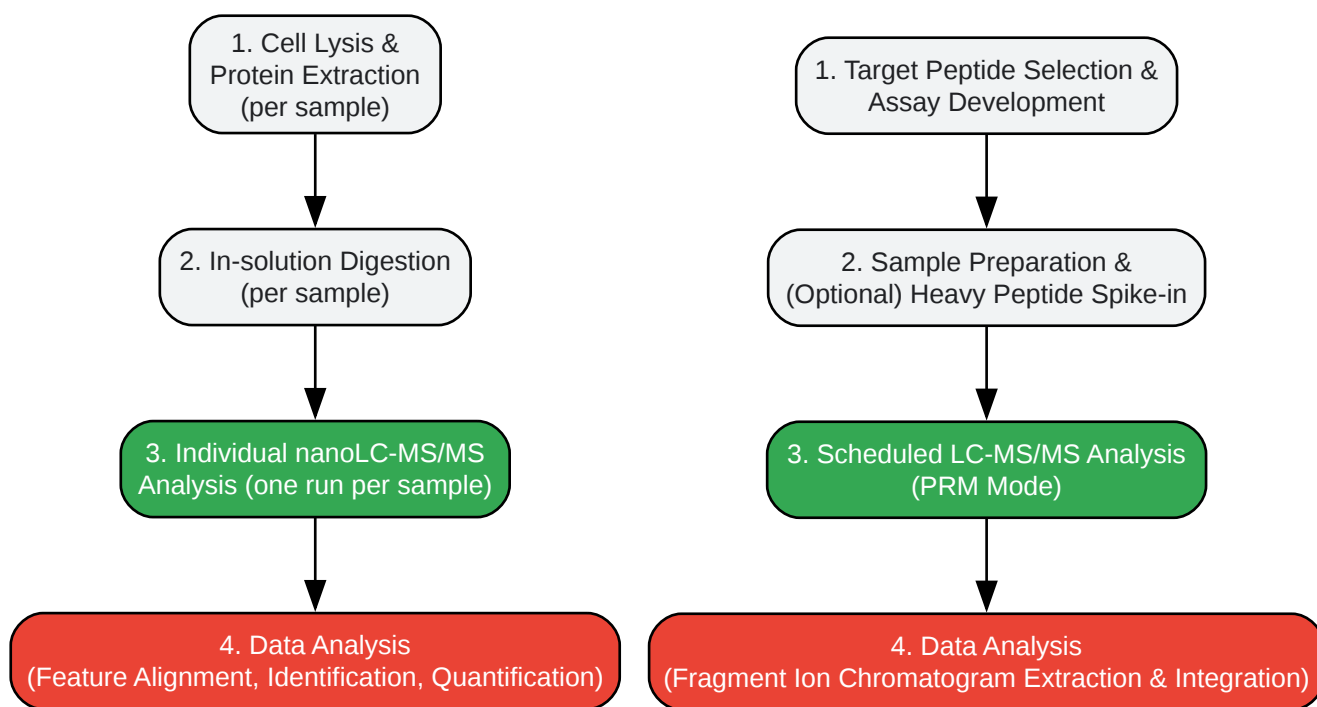 1. Cell Lysis &
Protein Extraction
(per sample)
2. In-solution Digestion
(per sample)
3. Individual nanoLC-MS/MS
Analysis (one run per sample)
4. Data Analysis
(Feature Alignment, Identification, Quantification)
1. Target Peptide Selection &
Assay Development
2. Sample Preparation &
(Optional) Heavy Peptide Spike-in
3. Scheduled LC-MS/MS Analysis
(PRM Mode)
4. Data Analysis
(Fragment Ion Chromatogram Extraction & Integration)